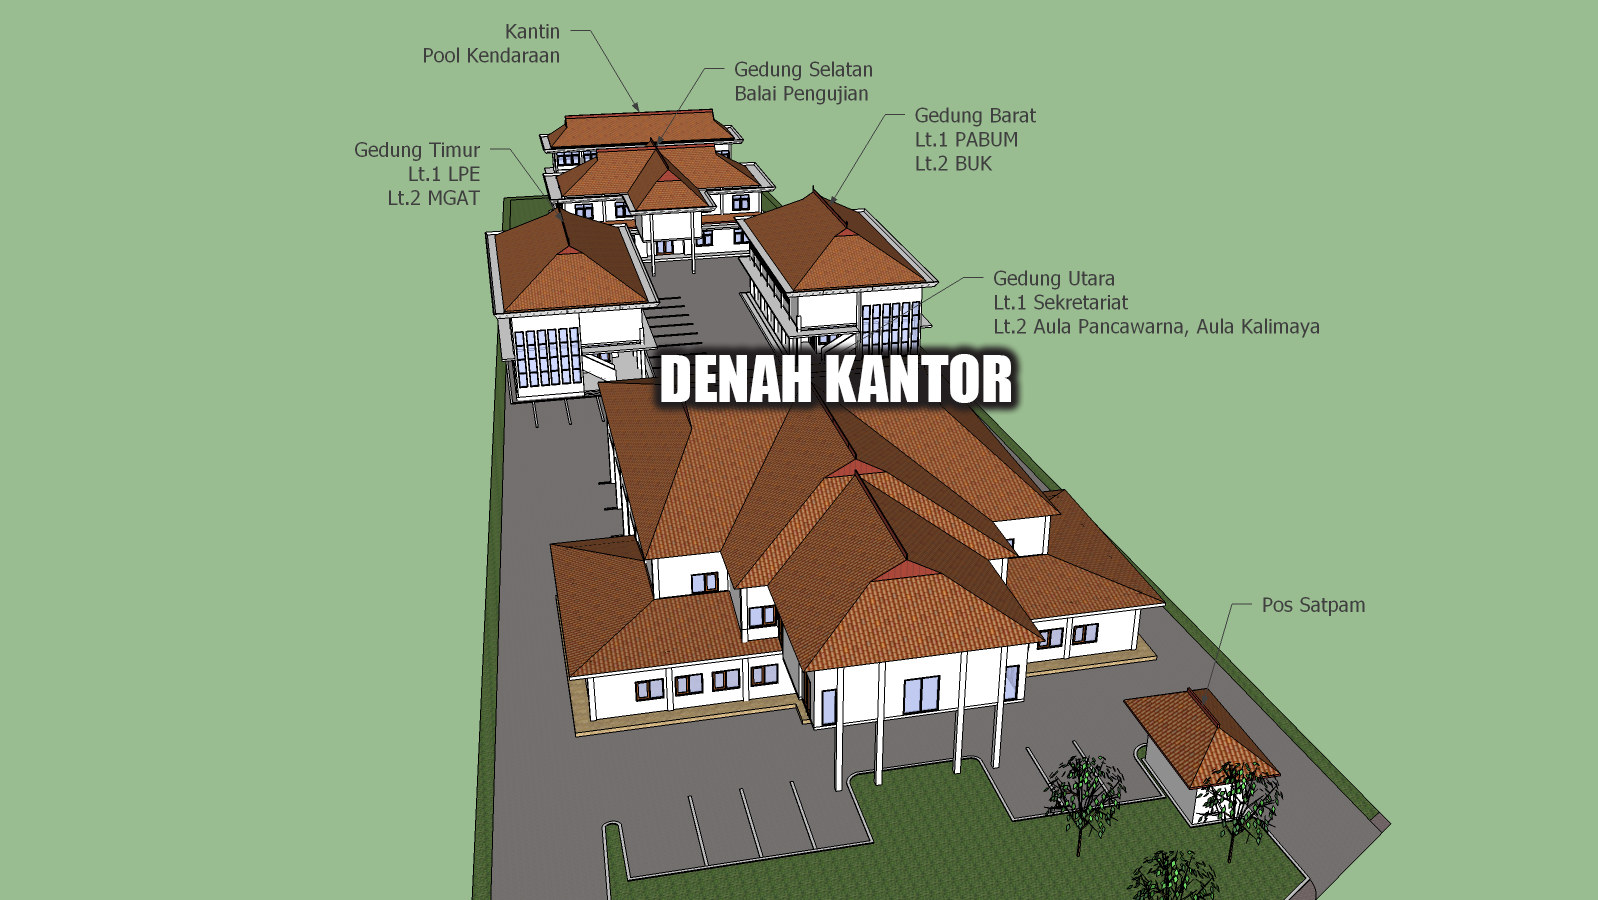 Kantin
Pool Kendaraan
Gedung Selatan
Balai Pengujian
Gedung Barat
Lt.1 PABUM
Lt.2 BUK
Gedung Timur
Lt.1 LPE
Lt.2 MGAT
Gedung Utara
Lt.1 Sekretariat
Lt.2 Aula Pancawarna, Aula Kalimaya
DENAH KANTOR
Pos Satpam